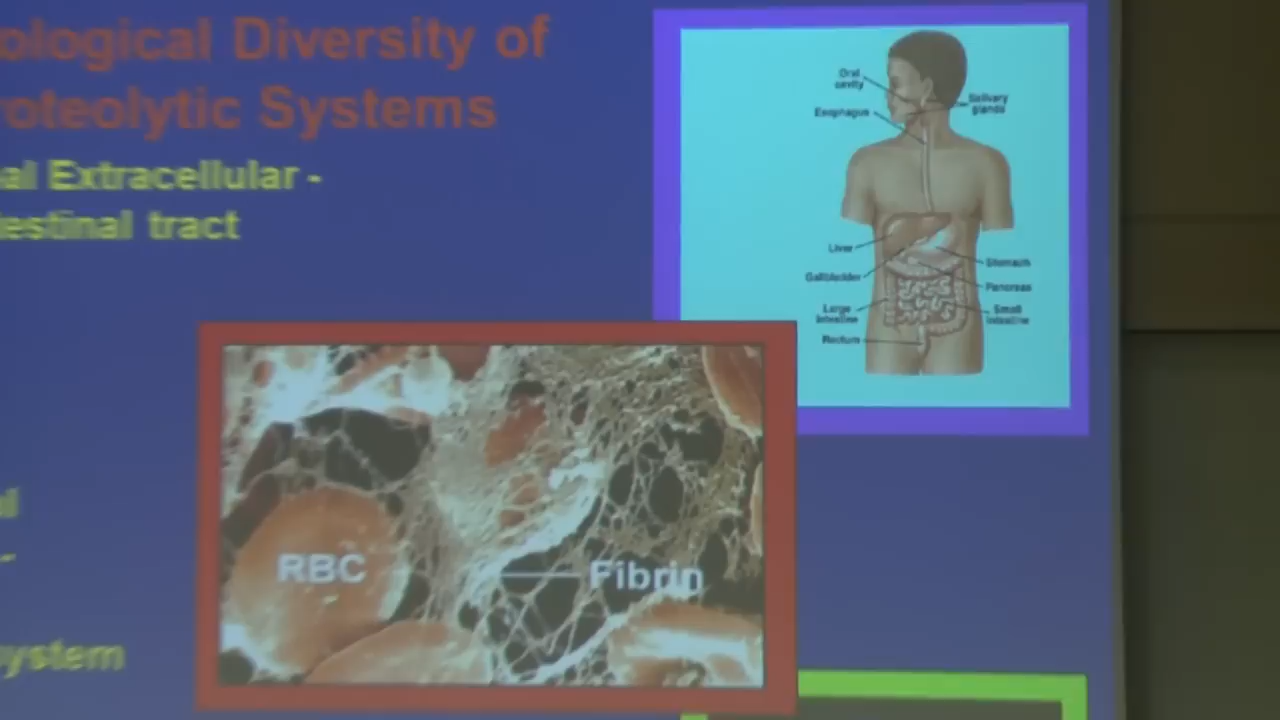 ological Diversity of
roteolytic Systems
al Extracellular -
estinal tract
Oral
cavity
Salivary
glands
Esophagus
Liver
Stomach
Gallbladder
Pancreas
Large
Intestine
Small
Intestine
Rectum
l
-
RBC
Fibrin
ystem